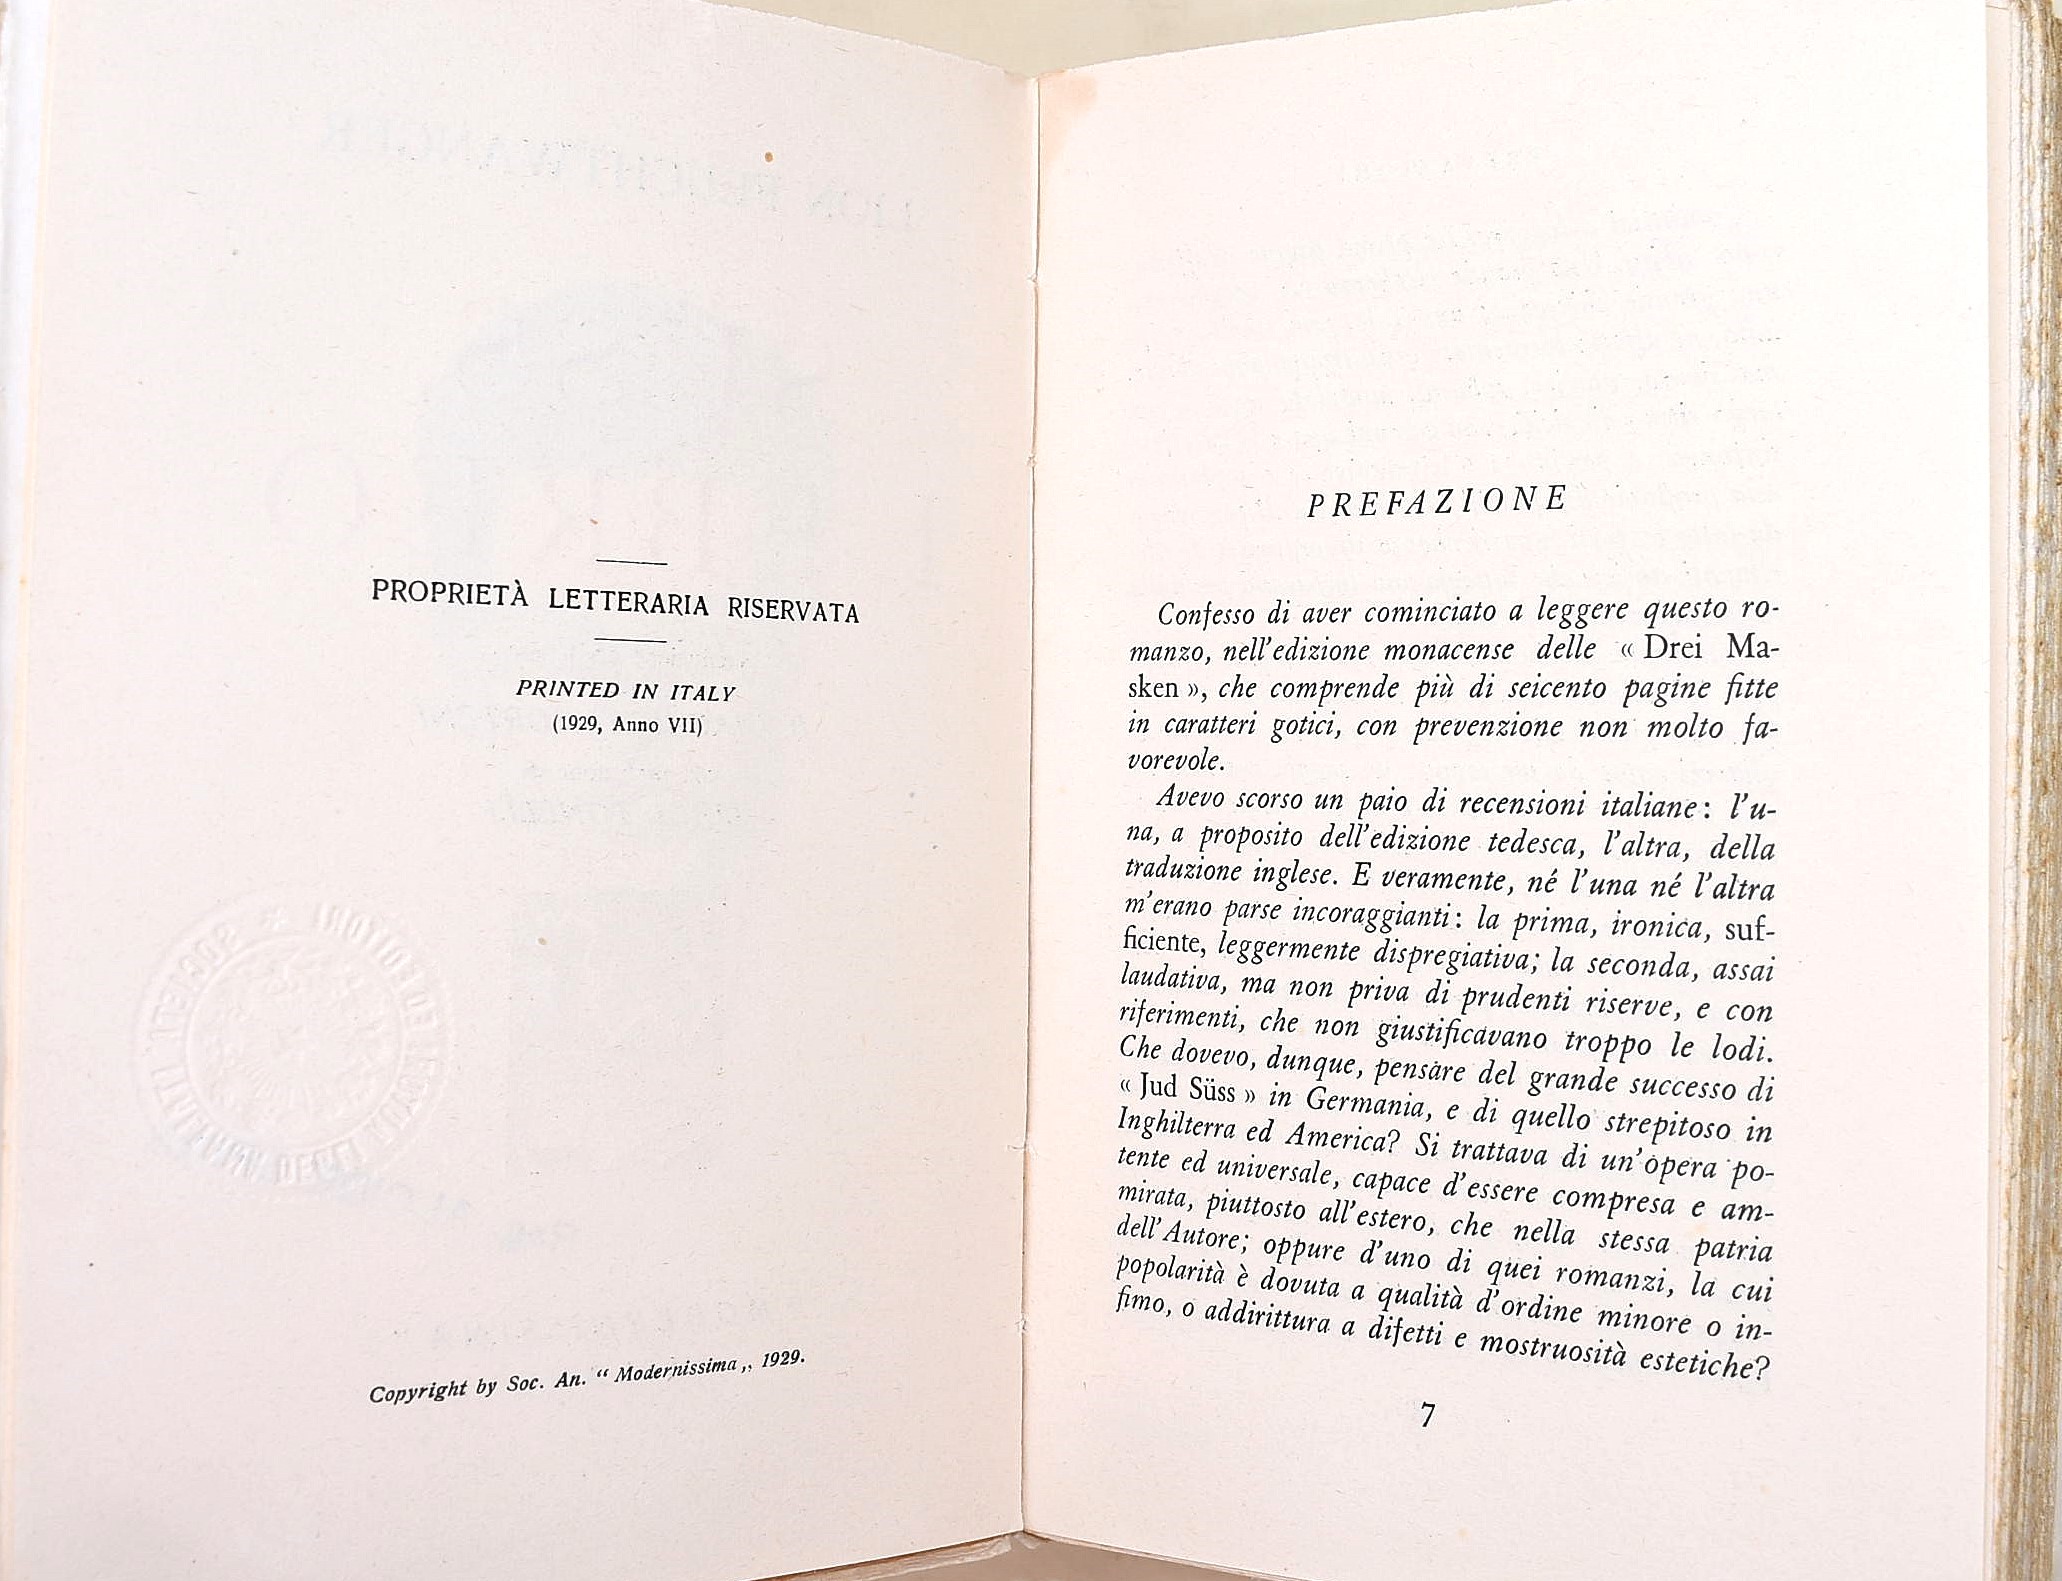 PROPRIETÀ LETTERARIA RISERVATA
PRINTED IN ITALY
(1929, Anno VII)
Copyright by Soc. An. “ Modernissima „, 1929.
PREFAZIONE
Confesso di aver cominciato a leggere questo ro-
manzo, nell'edizione monacense delle « Drei Ma-
sken », che comprende più di seicento pagine fitte
in caratteri gotici, con prevenzione non molto fa-
vorevole.
Avevo scorso un paio di recensioni italiane: l'u-
na, a proposito dell'edizione tedesca, l'altra, della
traduzione inglese. E veramente, né l'una né l'altra
m'erano parse incoraggianti: la prima, ironica, suf-
ficiente, leggermente dispregiativa; la seconda, assai
laudativa, ma non priva di prudenti riserve, e con
riferimenti, che non giustificavano troppo le lodi.
Che dovevo, dunque, pensare del grande successo di
« Jud Süss » in Germania, e di quello strepitoso in
Inghilterra ed America? Si trattava di un'opera po-
tente ed universale, capace d'essere compresa e am-
mirata, piuttosto all'estero, che nella stessa patria
dell'Autore; oppure d'uno di quei romanzi, la cui
popolarità è dovuta a qualità d'ordine minore o in-
fimo, o addirittura a difetti e mostruosità estetiche?
7